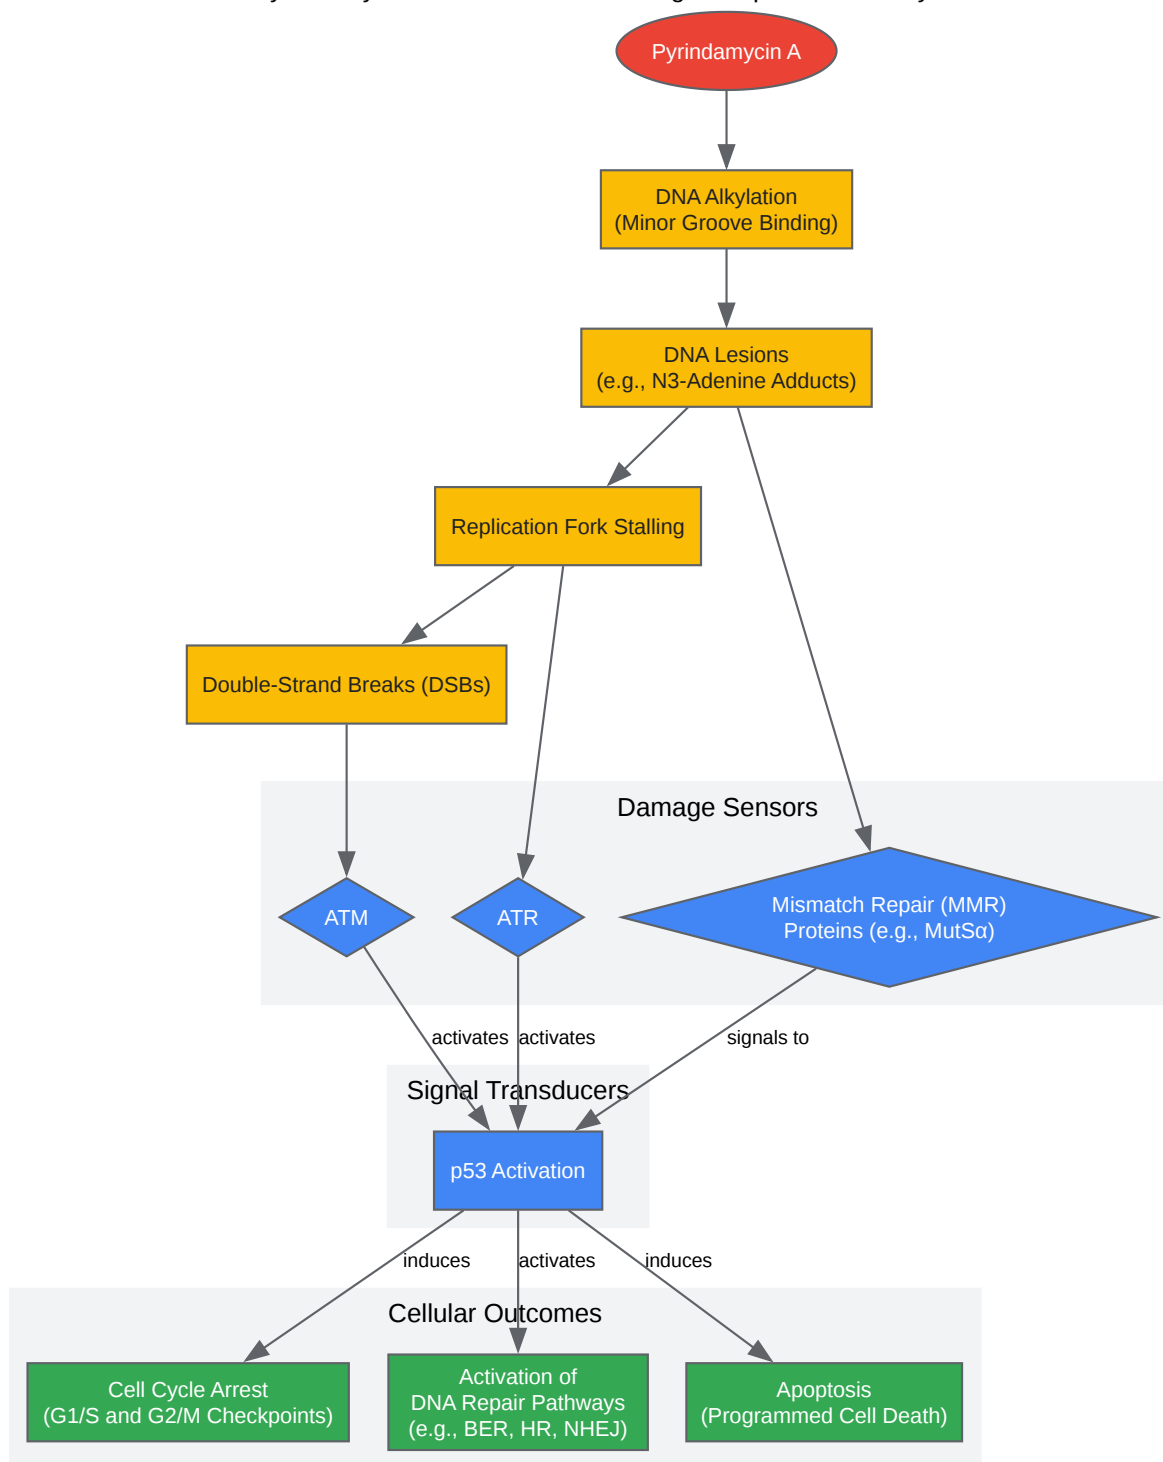 Pyrindamycin A
DNA Alkylation
(Minor Groove Binding)
DNA Lesions
(e.g., N3-Adenine Adducts)
Replication Fork Stalling
Double-Strand Breaks (DSBs)
Damage Sensors
ATM
ATR
Mismatch Repair (MMR)
Proteins (e.g., MutSα)
activates
activates
signals to
Signal Transducers
p53 Activation
induces
activates
induces
Cellular Outcomes
Cell Cycle Arrest
(G1/S and G2/M Checkpoints)
Activation of
DNA Repair Pathways
(e.g., BER, HR, NHEJ)
Apoptosis
(Programmed Cell Death)